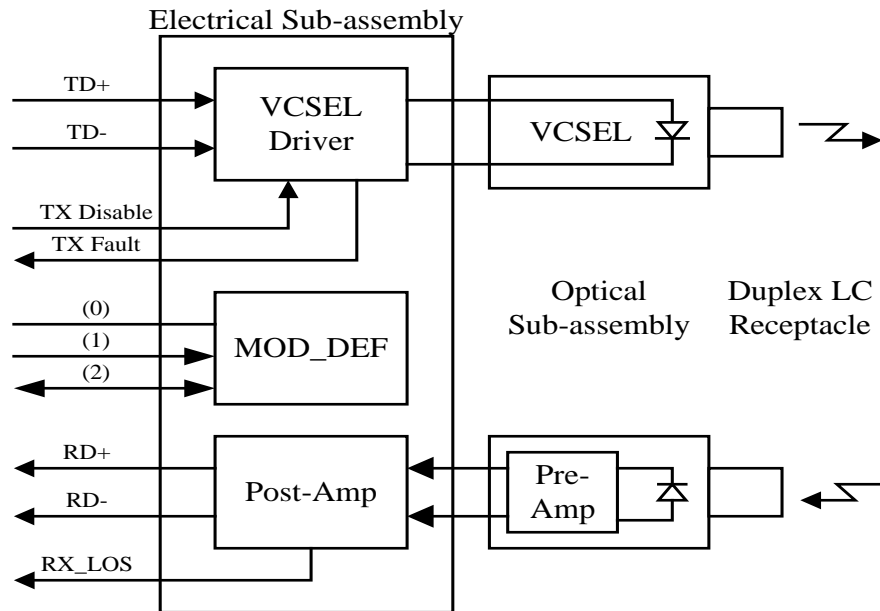 Electrical Sub-assembly
TD+
TD-
TX Disable
TX Fault
VCSEL
Driver
VCSEL
(0)
(1)
(2)
MOD_DEF
Optical
Sub-assembly
Duplex LC
Receptacle
RD+
RD-
RX_LOS
Post-Amp
Pre-
Amp